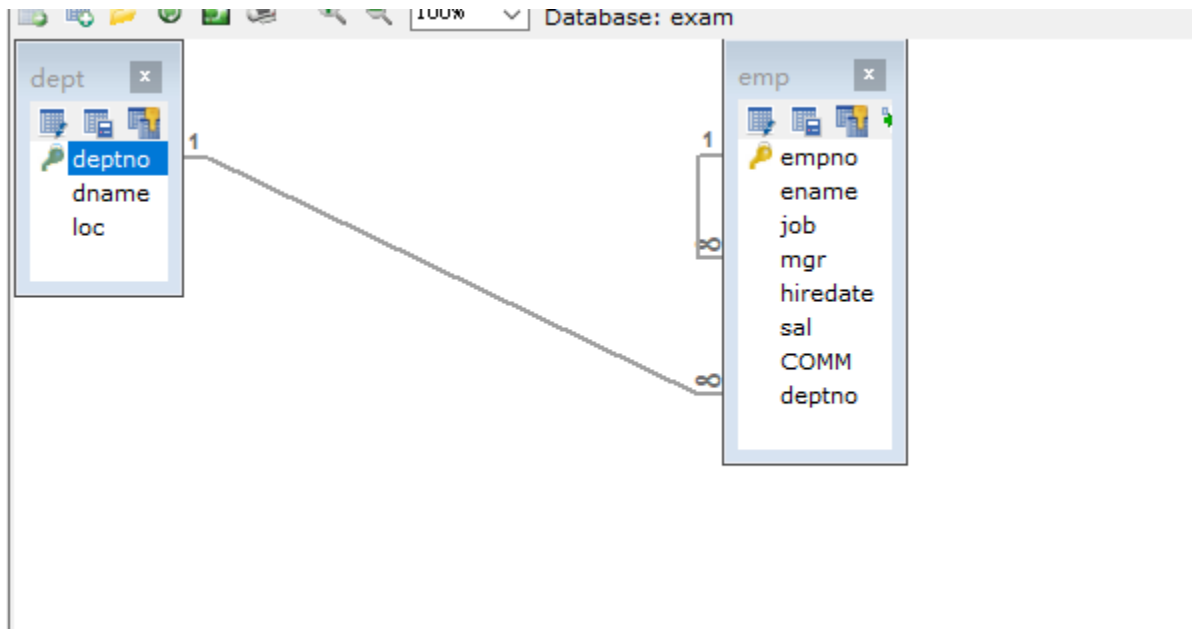 100% Database: exam
dept x
deptno
dname
loc
1
emp x
empno
ename
job
mgr
hiredate
sal
COMM
deptno
1
∞
∞